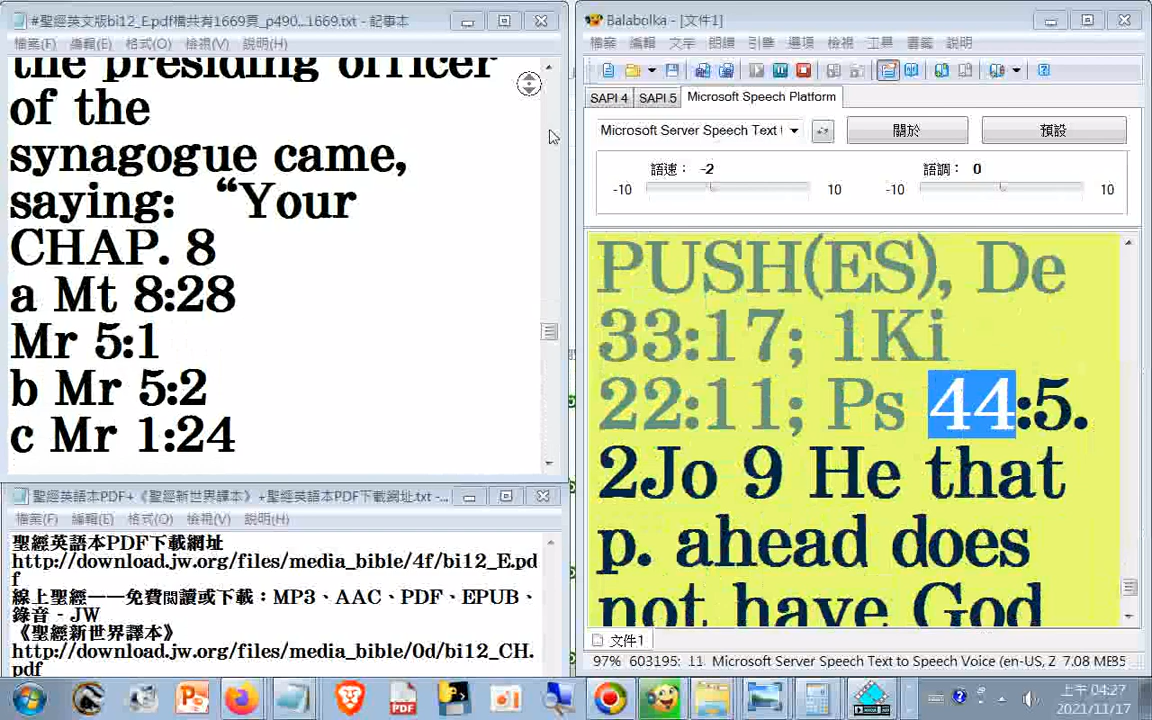 #聖經英文版bi12_E.pdf檔共有1669頁_p490...1669.txt - 記事本
檔案(F) 編輯(E) 格式(O) 檢視(V) 說明(H)
the presiding officer
of the
synagogue came,
saying: “Your
CHAP. 8
a Mt 8:28
Mr 5:1
b Mr 5:2
c Mr 1:24
聖經英語本PDF+《聖經新世界譯本》+聖經英語本PDF下載網址.txt - ...
檔案(F) 編輯(E) 格式(O) 檢視(V) 說明(H)
聖經英語本PDF下載網址
http://download.jw.org/files/media_bible/4f/bi12_E.pd
f
線上聖經——免費閱讀或下載：MP3、AAC、PDF、EPUB、
錄音 - JW
《聖經新世界譯本》
http://download.jw.org/files/media_bible/0d/bi12_CH.
pdf
Balabolka - [文件1]
檔案 編輯 文字 朗讀 引擎 選項 檢視 工具 書籤 說明
SAPI 4 SAPI 5 Microsoft Speech Platform
Microsoft Server Speech Text 關於 預設
語速： -2 語調： 0
-10 10 -10 10
PUSH(ES), De
33:17; 1Ki
22:11; Ps 44:5.
2Jo 9 He that
p. ahead does
not have God
文件1
97% 603195: 11 Microsoft Server Speech Text to Speech Voice (en-US, Z 7.08 MB
上午 04:27
2021/11/17